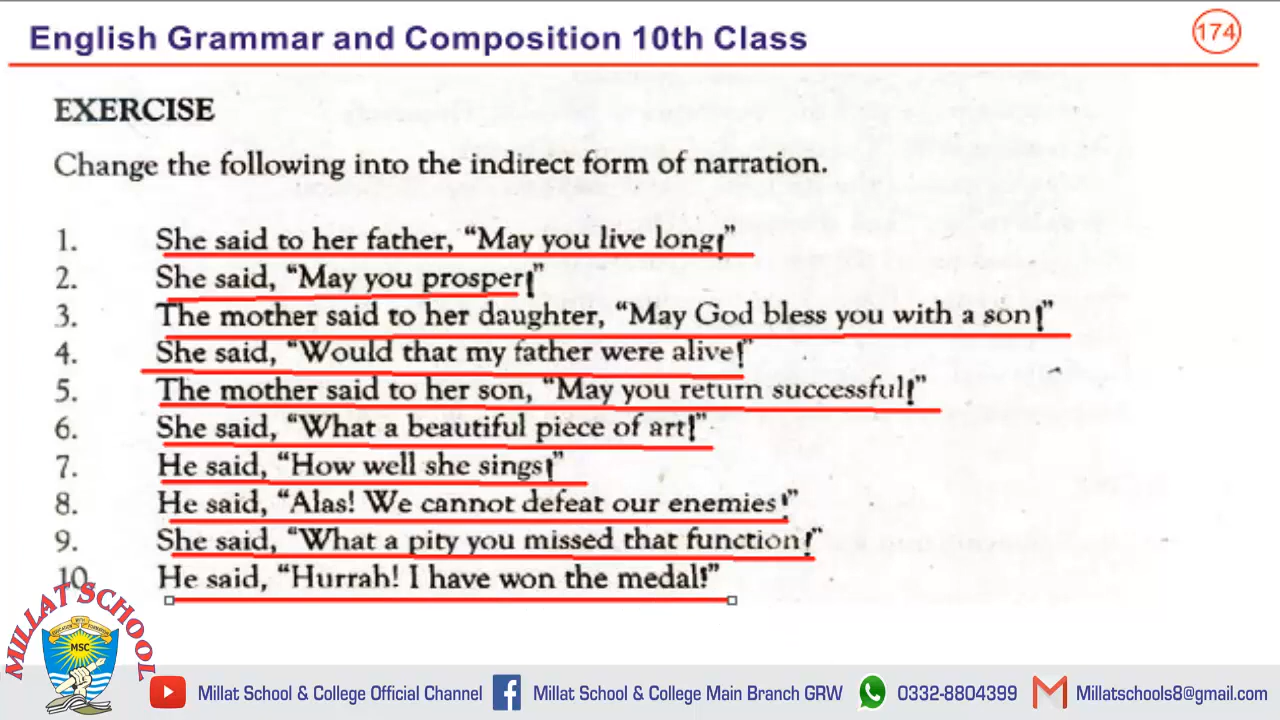 English Grammar and Composition 10th Class
174
EXERCISE
Change the following into the indirect form of narration.
1. She said to her father, “May you live long!”
2. She said, “May you prosper!”
3. The mother said to her daughter, “May God bless you with a son!”
4. She said, “Would that my father were alive!”
5. The mother said to her son, “May you return successful!”
6. She said, “What a beautiful piece of art!”
7. He said, “How well she sings!”
8. He said, “Alas! We cannot defeat our enemies!”
9. She said, “What a pity you missed that function!”
10. He said, “Hurrah! I have won the medal!”
MILLAT SCHOOL
MSC
Millat School & College Official Channel
Millat School & College Main Branch GRW
0332-8804399
Millatschools8@gmail.com